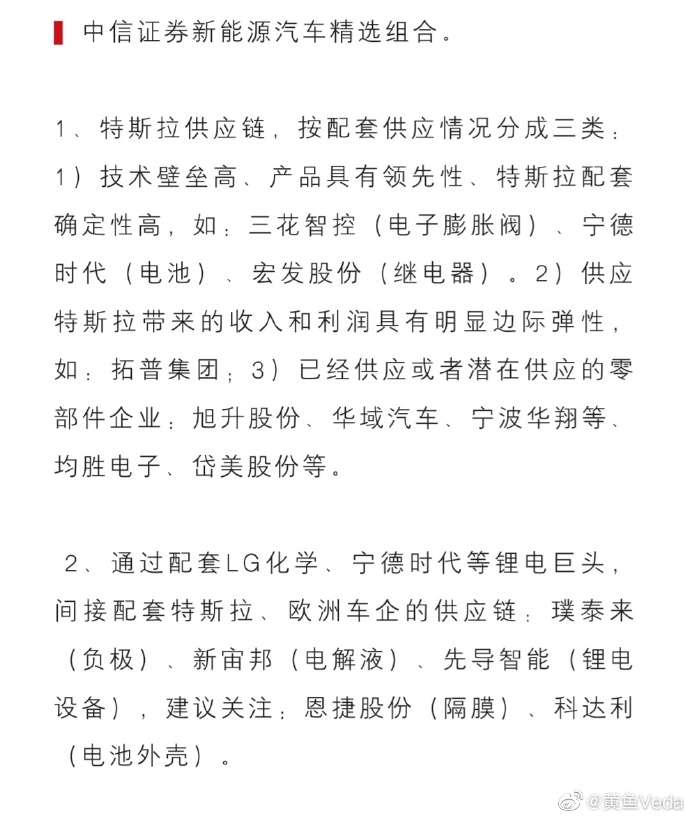 中信证券新能源汽车精选组合。
1、特斯拉供应链，按配套供应情况分成三类：
1）技术壁垒高、产品具有领先性、特斯拉配套
确定性高，如：三花智控（电子膨胀阀）、宁德
时代（电池）、宏发股份（继电器）。2）供应
特斯拉带来的收入和利润具有明显边际弹性，
如：拓普集团；3）已经供应或者潜在供应的零
部件企业：旭升股份、华域汽车、宁波华翔等、
均胜电子、岱美股份等。
2、通过配套LG化学、宁德时代等锂电巨头，
间接配套特斯拉、欧洲车企的供应链：璞泰来
（负极）、新宙邦（电解液）、先导智能（锂电
设备），建议关注：恩捷股份（隔膜）、科达利
（电池外壳）。
@黄鱼Veda